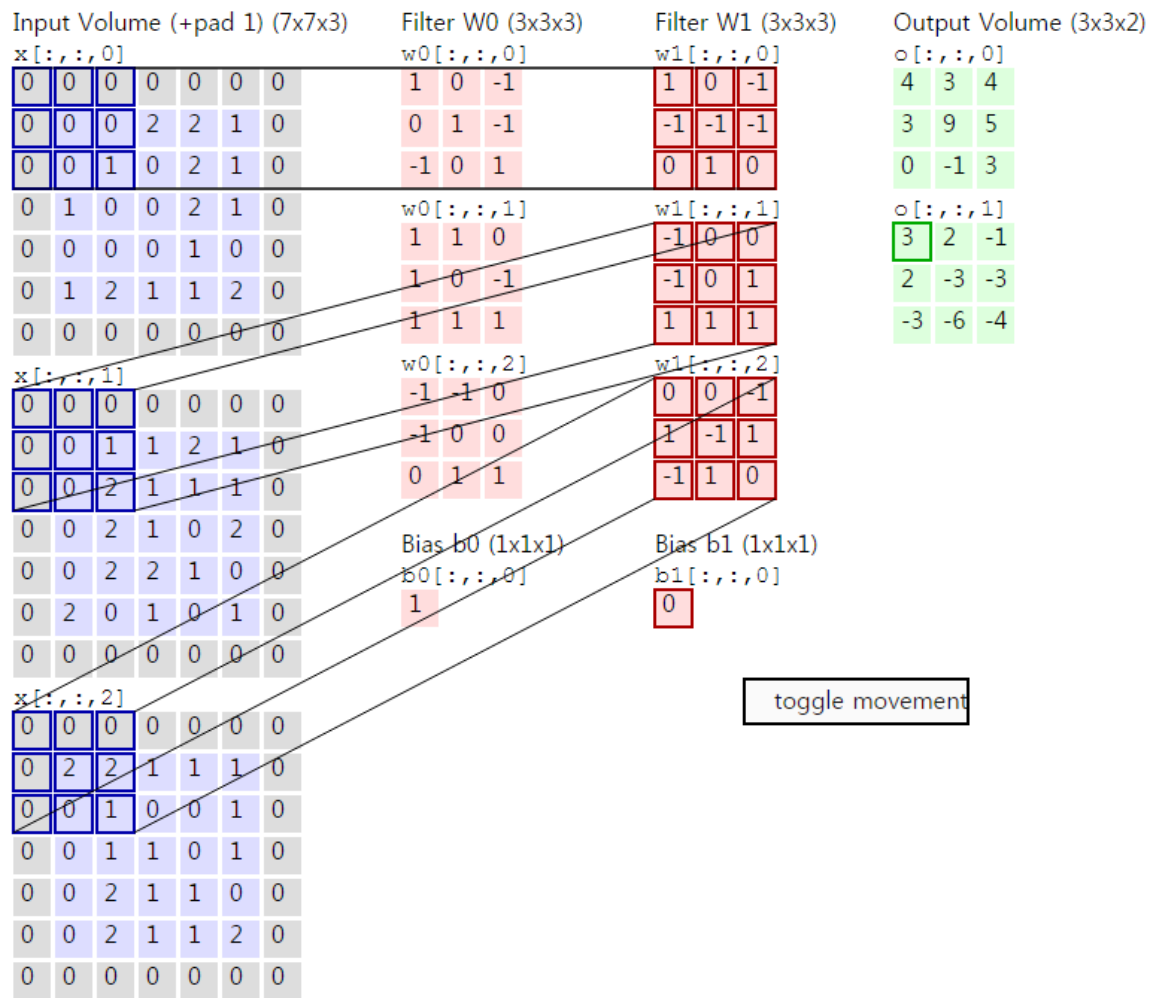 Input Volume (+pad 1) (7x7x3) Filter W0 (3x3x3) Filter W1 (3x3x3) Output Volume (3x3x2)
x[:,:,0] w0[:,:,0] w1[:,:,0] o[:,:,0]
0 0 0 0 0 0 0 1 0 -1 1 0 -1 4 3 4
0 0 0 2 2 1 0 0 1 -1 -1 -1 -1 3 9 5
0 0 1 0 2 1 0 -1 0 1 0 1 0 0 -1 3
0 1 0 0 2 1 0 w0[:,:,1] w1[:,:,1] o[:,:,1]
0 0 0 0 1 0 0 1 1 0 -1 0 0 3 2 -1
0 1 2 1 1 2 0 1 0 -1 -1 0 1 2 -3 -3
0 0 0 0 0 0 0 1 1 1 1 1 1 -3 -6 -4
x[:,:,1] w0[:,:,2] w1[:,:,2]
0 0 0 0 0 0 0 -1 -1 0 0 0 -1
0 0 1 1 2 1 0 -1 0 0 1 -1 1
0 0 2 1 1 1 0 0 1 1 -1 1 0
0 0 2 1 0 2 0 Bias b0 (1x1x1) Bias b1 (1x1x1)
0 0 2 2 1 0 0 b0[:,:,0] b1[:,:,0]
0 2 0 1 0 1 0 1 0
0 0 0 0 0 0 0
x[:,:,2] toggle movement
0 0 0 0 0 0 0
0 2 2 1 1 1 0
0 0 1 0 0 1 0
0 0 1 1 0 1 0
0 0 2 1 1 0 0
0 0 2 1 1 2 0
0 0 0 0 0 0 0